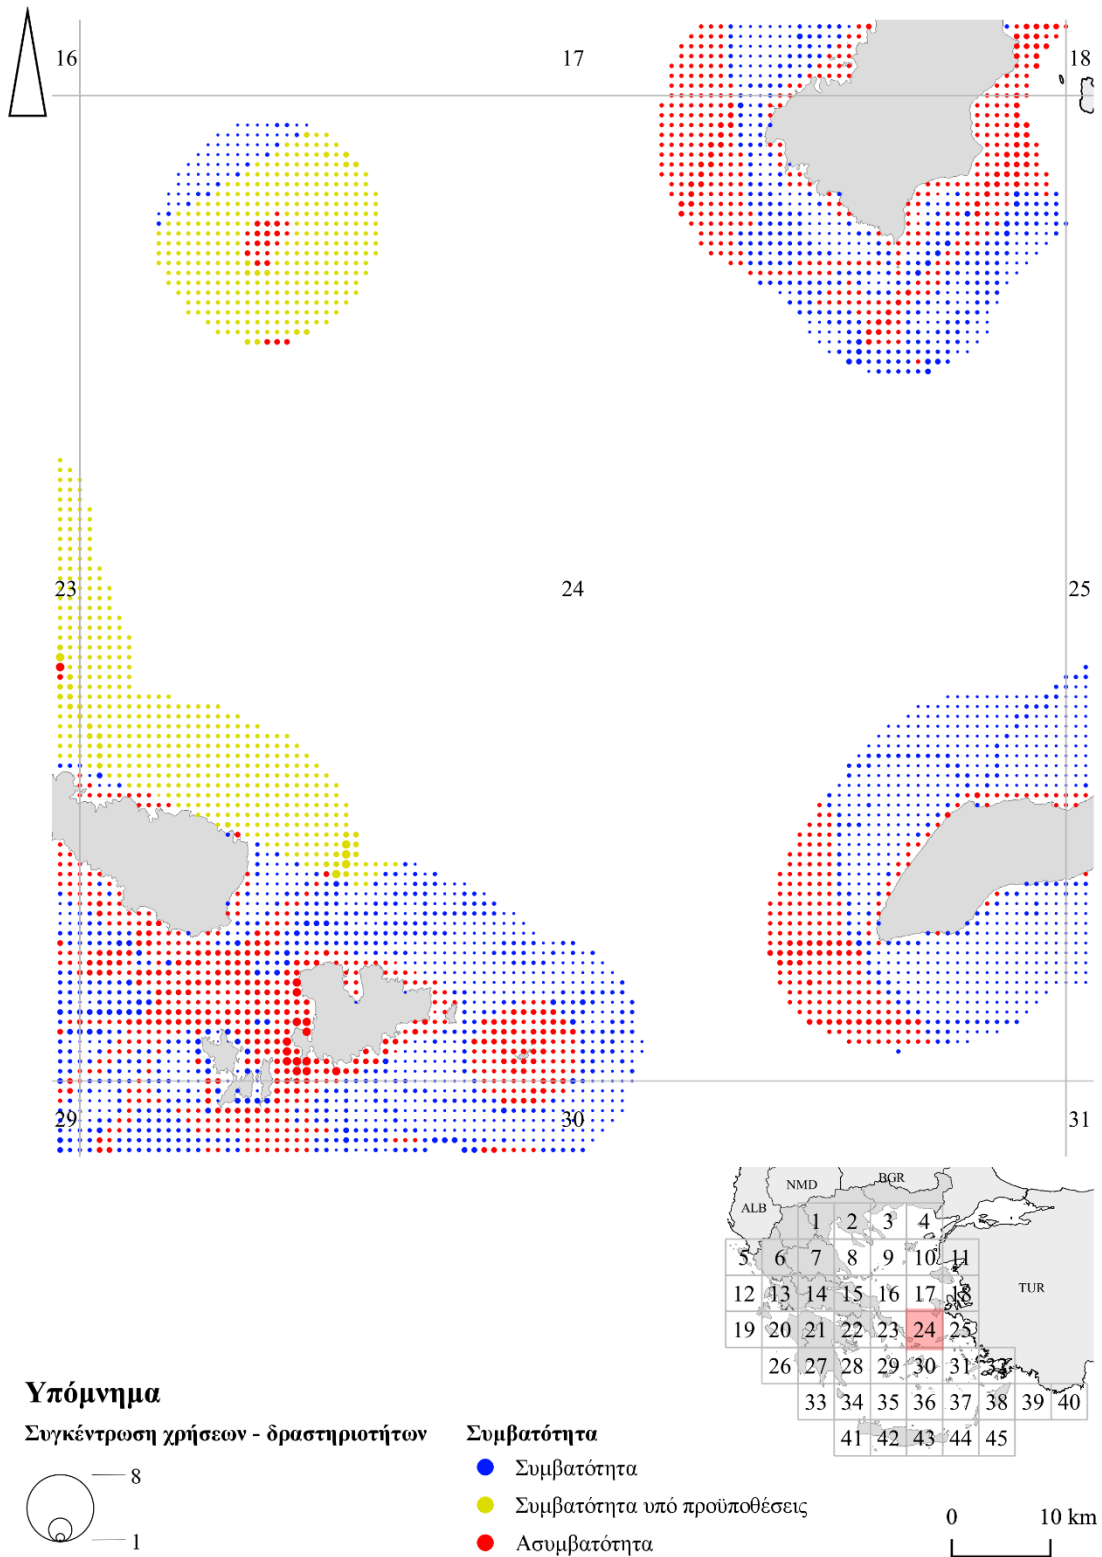 16 17 18
23 24 25
29 30 31
NMD BGR
ALB
1 2 3 4
5 6 7 8 9 10 11
TUR
12 13 14 15 16 17 18
19 20 21 22 23 24 25
26 27 28 29 30 31 32
33 34 35 36 37 38 39 40
41 42 43 44 45
Υπόμνημα
Συγκέντρωση χρήσεων - δραστηριοτήτων
8
1
Συμβατότητα
Συμβατότητα
Συμβατότητα υπό προϋποθέσεις
Ασυμβατότητα
0 10 km